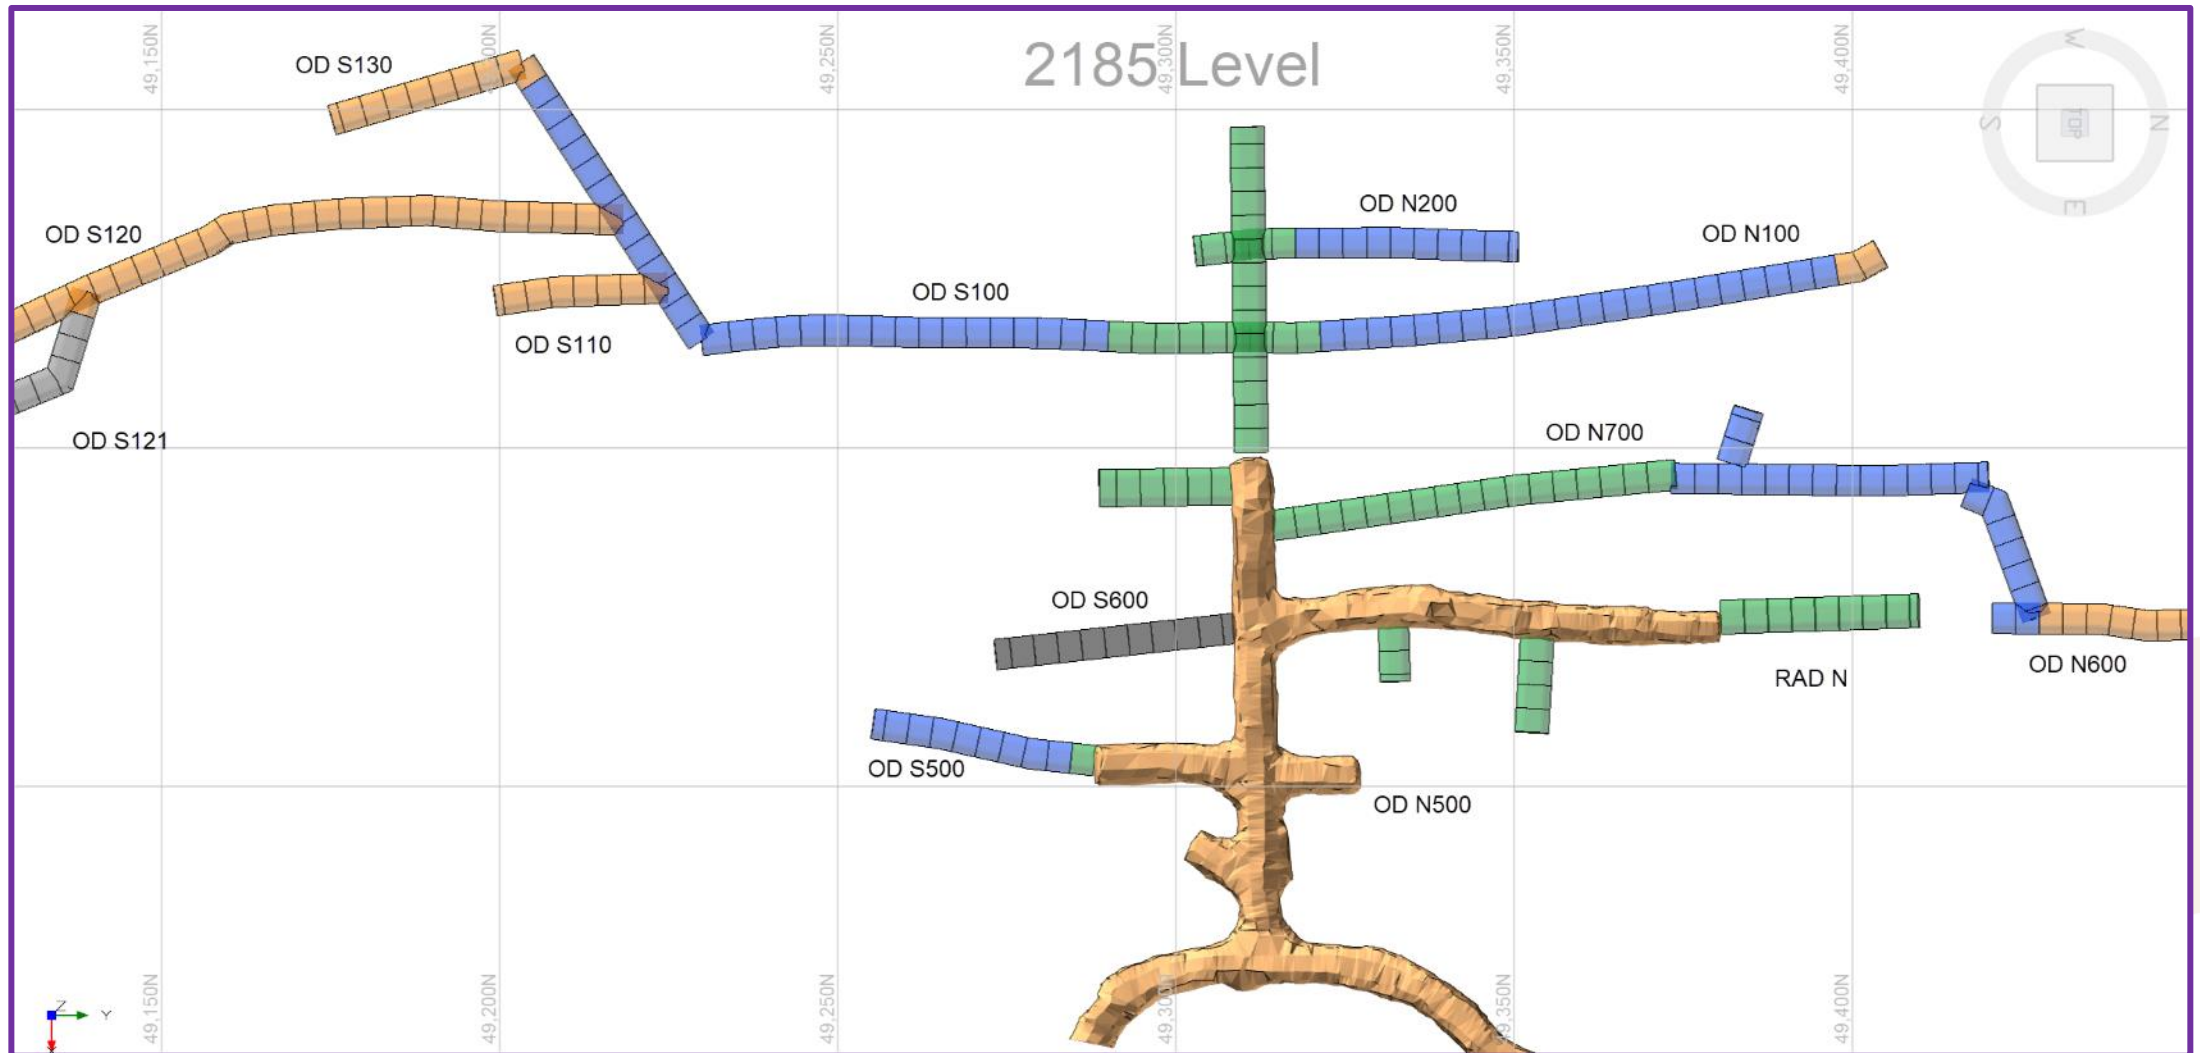 2185 Level
49,150N
49,200N
49,250N
49,300N
49,350N
49,400N
W
S
N
E
TOP
OD S130
OD N200
OD S120
OD N100
OD S100
OD S110
OD S121
OD N700
OD S600
OD N600
RAD N
OD S500
OD N500
49,150N
49,200N
49,250N
49,300N
49,350N
49,400N
Z
Y
X